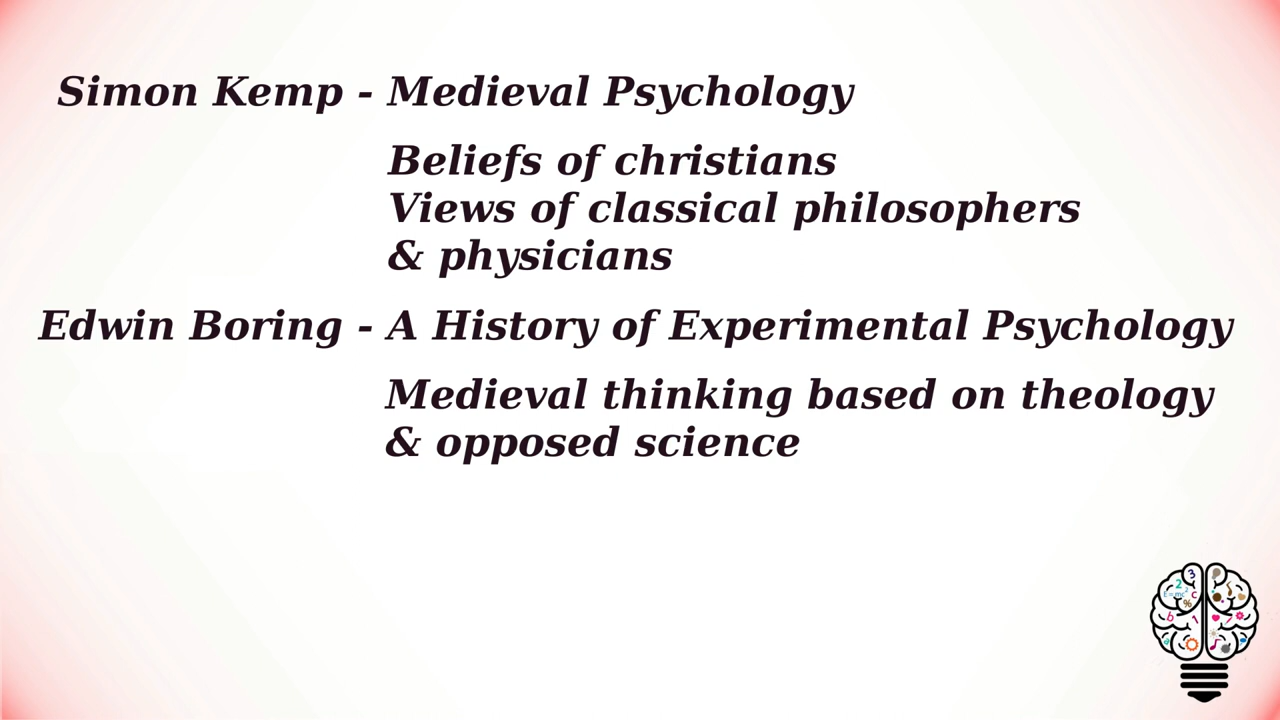 Simon Kemp - Medieval Psychology
Beliefs of christians
Views of classical philosophers
& physicians
Edwin Boring - A History of Experimental Psychology
Medieval thinking based on theology
& opposed science